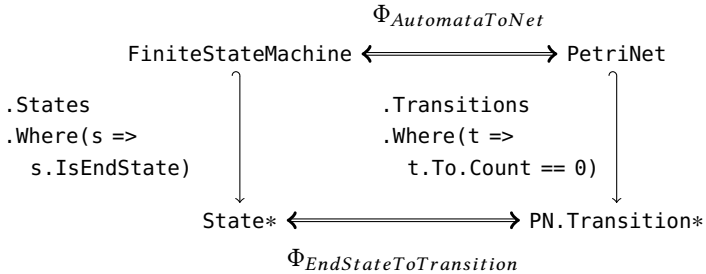 Φ_AutomataToNet
FiniteStateMachine PetriNet
.States .Transitions
.Where(s => .Where(t =>
s.IsEndState) t.To.Count == 0)
State* PN.Transition*
Φ_EndStateToTransition